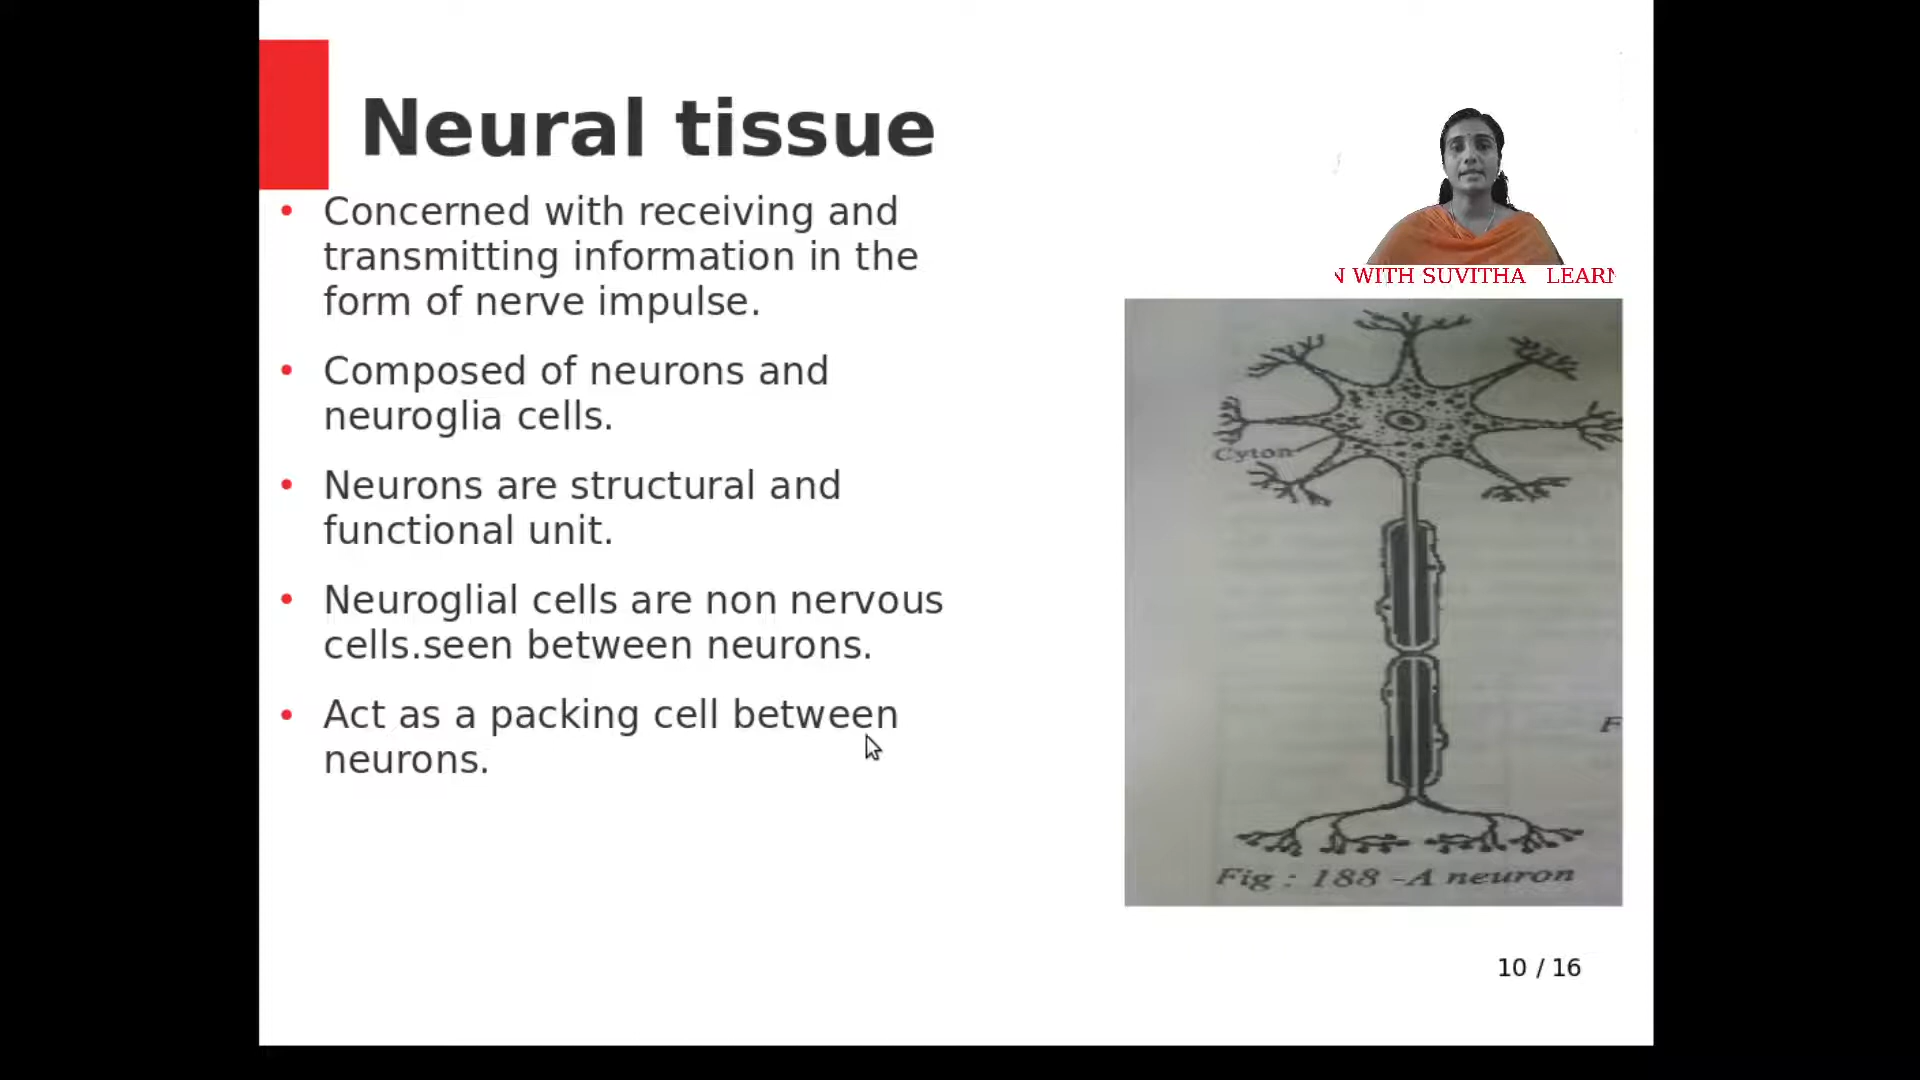 Neural tissue
• Concerned with receiving and
transmitting information in the
form of nerve impulse.
• Composed of neurons and
neuroglia cells.
• Neurons are structural and
functional unit.
• Neuroglial cells are non nervous
cells.seen between neurons.
• Act as a packing cell between
neurons.
N WITH SUVITHA LEARN
Cyton
F
Fig : 188 -A neuron
10 / 16